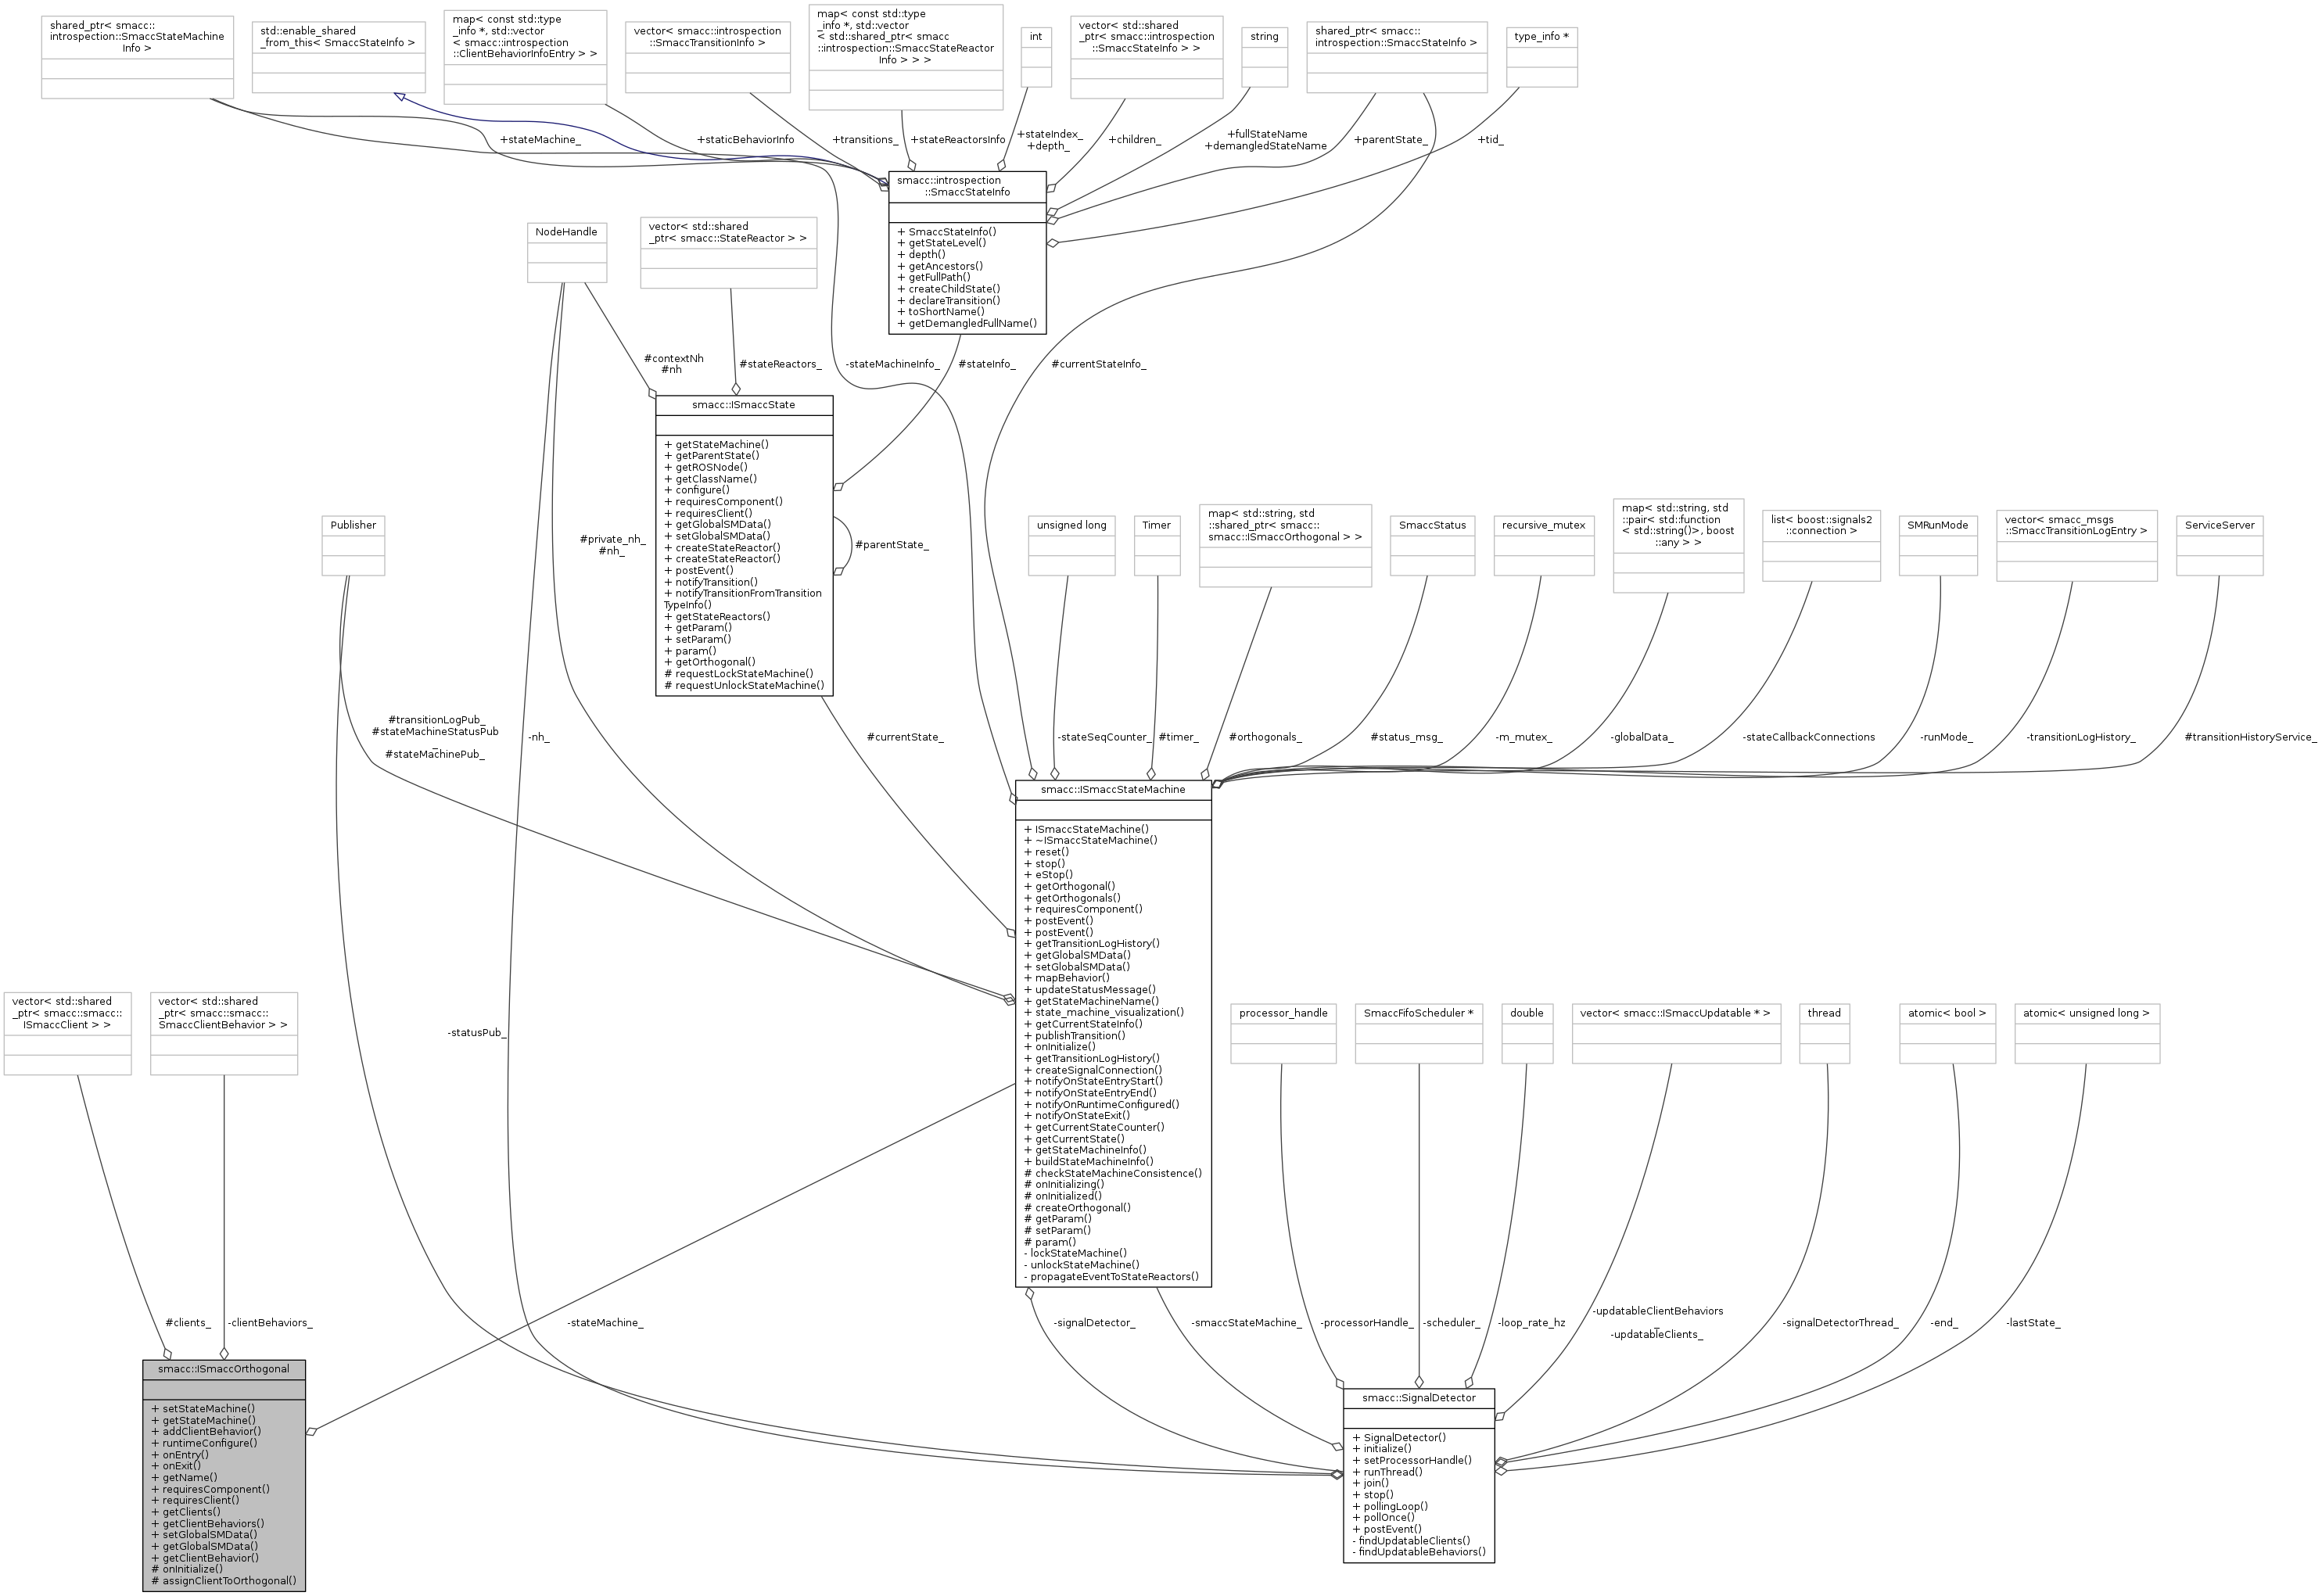 shared_ptr< smacc::
introspection::SmaccStateMachine
Info >
std::enable_shared
_from_this< SmaccStateInfo >
map< const std::type
_info *, std::vector
< smacc::introspection
::ClientBehaviorInfoEntry > >
vector< smacc::introspection
::SmaccTransitionInfo >
map< const std::type
_info *, std::vector
< std::shared_ptr< smacc
::introspection::SmaccStateReactor
Info > > >
int
vector< std::shared
_ptr< smacc::introspection
::SmaccStateInfo > >
string
shared_ptr< smacc::
introspection::SmaccStateInfo >
type_info *
+stateMachine_
+staticBehaviorInfo
+transitions_
+stateReactorsInfo
+stateIndex_
+depth_
+children_
+fullStateName
+demangledStateName
+parentState_
+tid_
smacc::introspection
::SmaccStateInfo
+ SmaccStateInfo()
+ getStateLevel()
+ depth()
+ getAncestors()
+ getFullPath()
+ createChildState()
+ declareTransition()
+ toShortName()
+ getDemangledFullName()
NodeHandle
vector< std::shared
_ptr< smacc::StateReactor > >
#contextNh
#nh
#stateReactors_
-stateMachineInfo_
#stateInfo_
#currentStateInfo_
smacc::ISmaccState
+ getStateMachine()
+ getParentState()
+ getROSNode()
+ getClassName()
+ configure()
+ requiresComponent()
+ requiresClient()
+ getGlobalSMData()
+ setGlobalSMData()
+ createStateReactor()
+ createStateReactor()
+ postEvent()
+ notifyTransition()
+ notifyTransitionFromTransition
TypeInfo()
+ getStateReactors()
+ getParam()
+ setParam()
+ param()
+ getOrthogonal()
# requestLockStateMachine()
# requestUnlockStateMachine()
#parentState_
#private_nh_
#nh_
Publisher
unsigned long
Timer
map< std::string, std
::shared_ptr< smacc::
smacc::ISmaccOrthogonal > >
SmaccStatus
recursive_mutex
map< std::string, std
::pair< std::function
< std::string()>, boost
::any > >
list< boost::signals2
::connection >
SMRunMode
vector< smacc_msgs
::SmaccTransitionLogEntry >
ServiceServer
#transitionLogPub_
#stateMachineStatusPub
_
#stateMachinePub_
-nh_
#currentState_
-stateSeqCounter_
#timer_
#orthogonals_
#status_msg_
-m_mutex_
-globalData_
-stateCallbackConnections
-runMode_
-transitionLogHistory_
#transitionHistoryService_
smacc::ISmaccStateMachine
+ ISmaccStateMachine()
+ ~ISmaccStateMachine()
+ reset()
+ stop()
+ eStop()
+ getOrthogonal()
+ getOrthogonals()
+ requiresComponent()
+ postEvent()
+ postEvent()
+ getTransitionLogHistory()
+ getGlobalSMData()
+ setGlobalSMData()
+ mapBehavior()
+ updateStatusMessage()
+ getStateMachineName()
+ state_machine_visualization()
+ getCurrentStateInfo()
+ publishTransition()
+ onInitialize()
+ getTransitionLogHistory()
+ createSignalConnection()
+ notifyOnStateEntryStart()
+ notifyOnStateEntryEnd()
+ notifyOnRuntimeConfigured()
+ notifyOnStateExit()
+ getCurrentStateCounter()
+ getCurrentState()
+ getStateMachineInfo()
+ buildStateMachineInfo()
# checkStateMachineConsistence()
# onInitializing()
# onInitialized()
# createOrthogonal()
# getParam()
# setParam()
# param()
- lockStateMachine()
- unlockStateMachine()
- propagateEventToStateReactors()
vector< std::shared
_ptr< smacc::smacc::
ISmaccClient > >
vector< std::shared
_ptr< smacc::smacc::
SmaccClientBehavior > >
-statusPub_
processor_handle
SmaccFifoScheduler *
double
vector< smacc::ISmaccUpdatable * >
thread
atomic< bool >
atomic< unsigned long >
#clients_
-clientBehaviors_
-stateMachine_
-signalDetector_
-smaccStateMachine_
-processorHandle_
-scheduler_
-loop_rate_hz
-updatableClientBehaviors
_
-updatableClients_
-signalDetectorThread_
-end_
-lastState_
smacc::ISmaccOrthogonal
+ setStateMachine()
+ getStateMachine()
+ addClientBehavior()
+ runtimeConfigure()
+ onEntry()
+ onExit()
+ getName()
+ requiresComponent()
+ requiresClient()
+ getClients()
+ getClientBehaviors()
+ setGlobalSMData()
+ getGlobalSMData()
+ getClientBehavior()
# onInitialize()
# assignClientToOrthogonal()
smacc::SignalDetector
+ SignalDetector()
+ initialize()
+ setProcessorHandle()
+ runThread()
+ join()
+ stop()
+ pollingLoop()
+ pollOnce()
+ postEvent()
- findUpdatableClients()
- findUpdatableBehaviors()